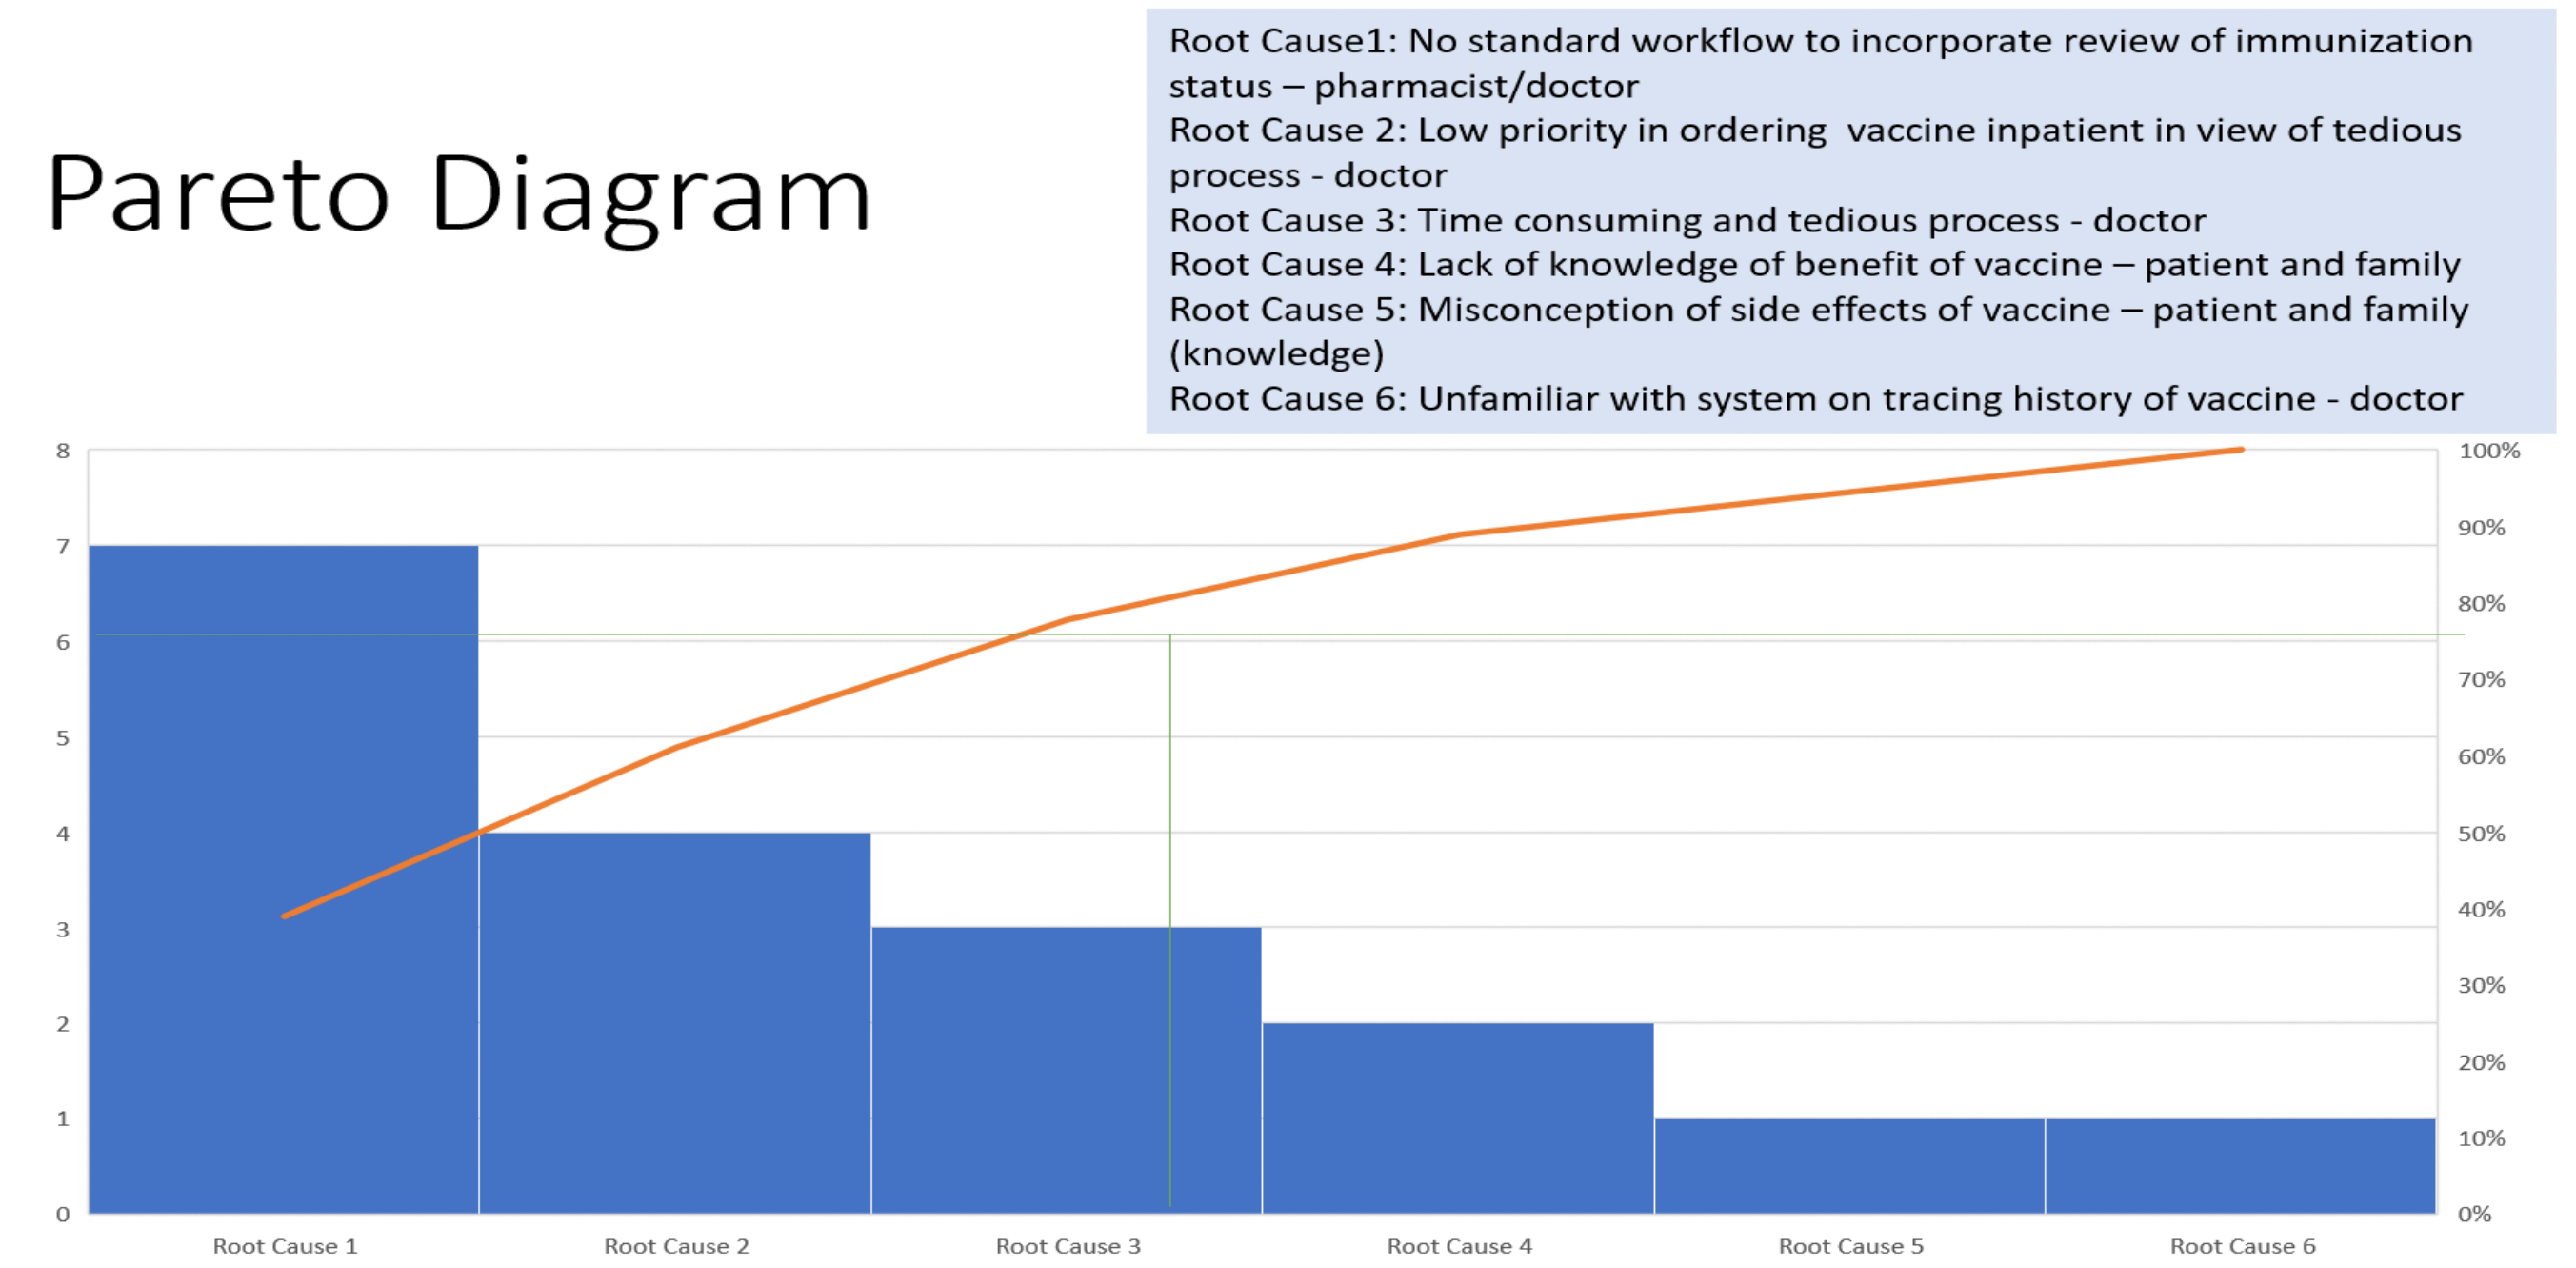 Root Cause1: No standard workflow to incorporate review of immunization
status – pharmacist/doctor
Root Cause 2: Low priority in ordering  vaccine inpatient in view of tedious
process - doctor
Root Cause 3: Time consuming and tedious process - doctor
Root Cause 4: Lack of knowledge of benefit of vaccine – patient and family
Root Cause 5: Misconception of side effects of vaccine – patient and family
(knowledge)
Root Cause 6: Unfamiliar with system on tracing history of vaccine - doctor
Pareto Diagram
8
7
6
5
4
3
2
1
0
100%
90%
80%
70%
60%
50%
40%
30%
20%
10%
0%
Root Cause 1
Root Cause 2
Root Cause 3
Root Cause 4
Root Cause 5
Root Cause 6